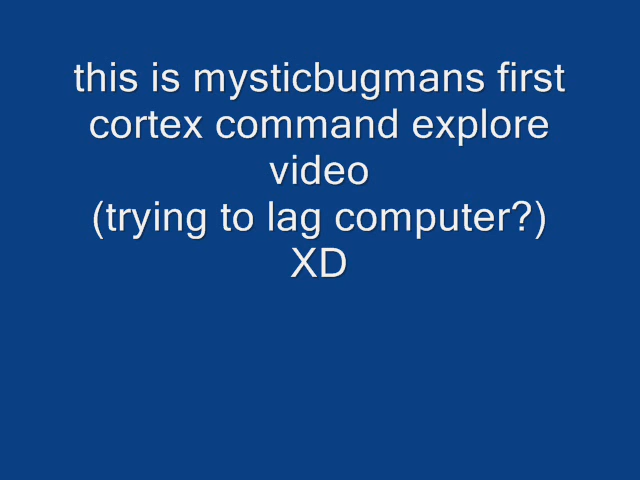 this is mysticbugmans first
cortex command explore
video
(trying to lag computer?)
XD